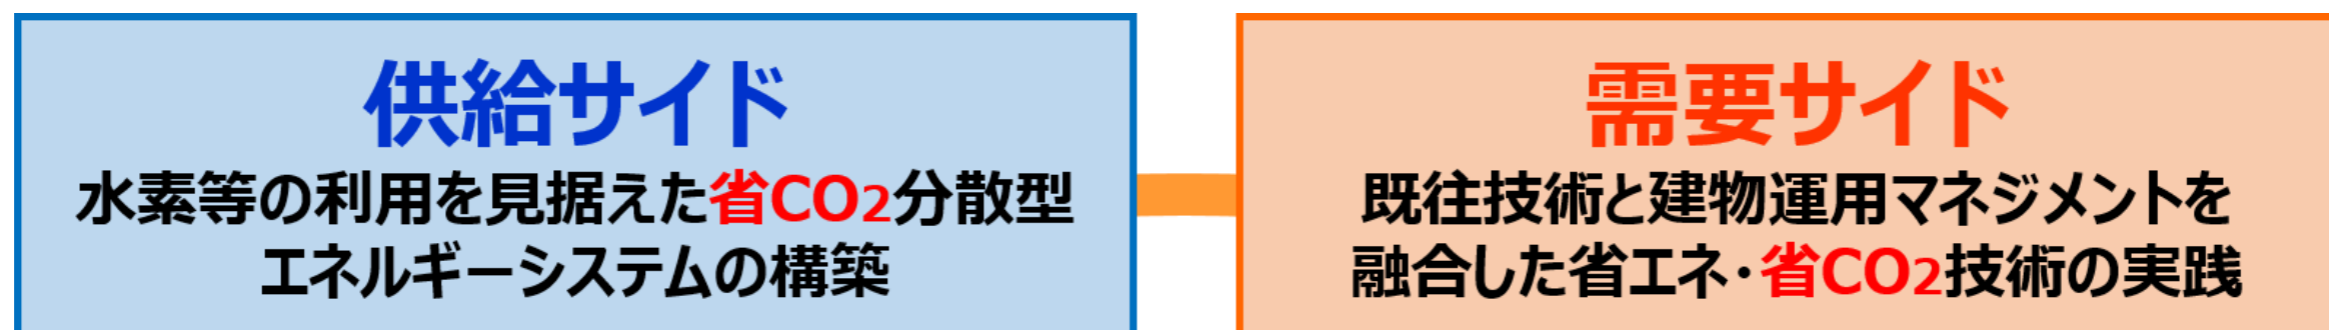 供給サイド
水素等の利用を見据えた省CO2分散型
エネルギーシステムの構築
需要サイド
既往技術と建物運用マネジメントを
融合した省エネ・省CO2技術の実践